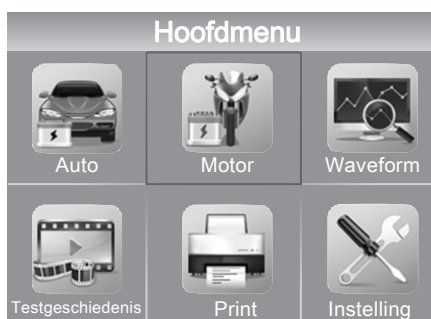 Hoofdmenu
Auto
Motor
Waveform
Testgeschiedenis
Print
Instelling